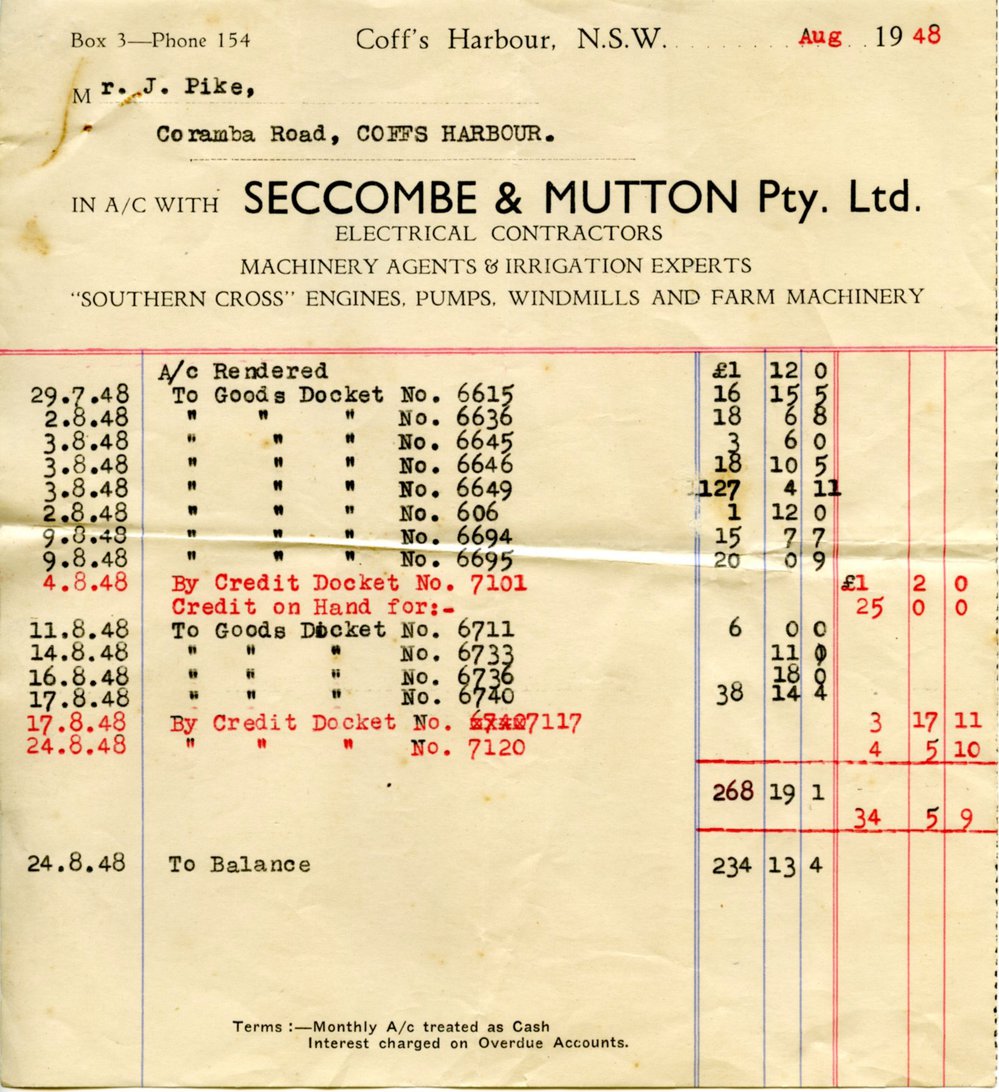 Box 3—Phone 154 Coff's Harbour, N.S.W. Aug 1948
Mr. J. Pike,
Coramba Road, COFFS HARBOUR.
IN A/C WITH SECCOMBE & MUTTON Pty. Ltd.
ELECTRICAL CONTRACTORS
MACHINERY AGENTS & IRRIGATION EXPERTS
"SOUTHERN CROSS" ENGINES, PUMPS, WINDMILLS AND FARM MACHINERY
A/c Rendered £1 12 0
29.7.48 To Goods Docket No. 6615 16 15 5
2.8.48 " " " No. 6636 18 6 8
3.8.48 " " " No. 6645 3 6 0
3.8.48 " " " No. 6646 18 10 5
3.8.48 " " " No. 6649 127 4 11
2.8.48 " " " No. 606 1 12 0
9.8.48 " " " No. 6694 15 7 7
9.8.48 " " " No. 6695 20 0 9
4.8.48 By Credit Docket No. 7101 £1 2 0
Credit on Hand for:- 25 0 0
11.8.48 To Goods Docket No. 6711 6 0 0
14.8.48 " " " No. 6733 11 0
16.8.48 " " " No. 6736 18 0
17.8.48 " " " No. 6740 38 14 4
17.8.48 By Credit Docket No. 7117 3 17 11
24.8.48 " " " No. 7120 4 5 10
268 19 1
34 5 9
24.8.48 To Balance 234 13 4
Terms :—Monthly A/c treated as Cash
Interest charged on Overdue Accounts.